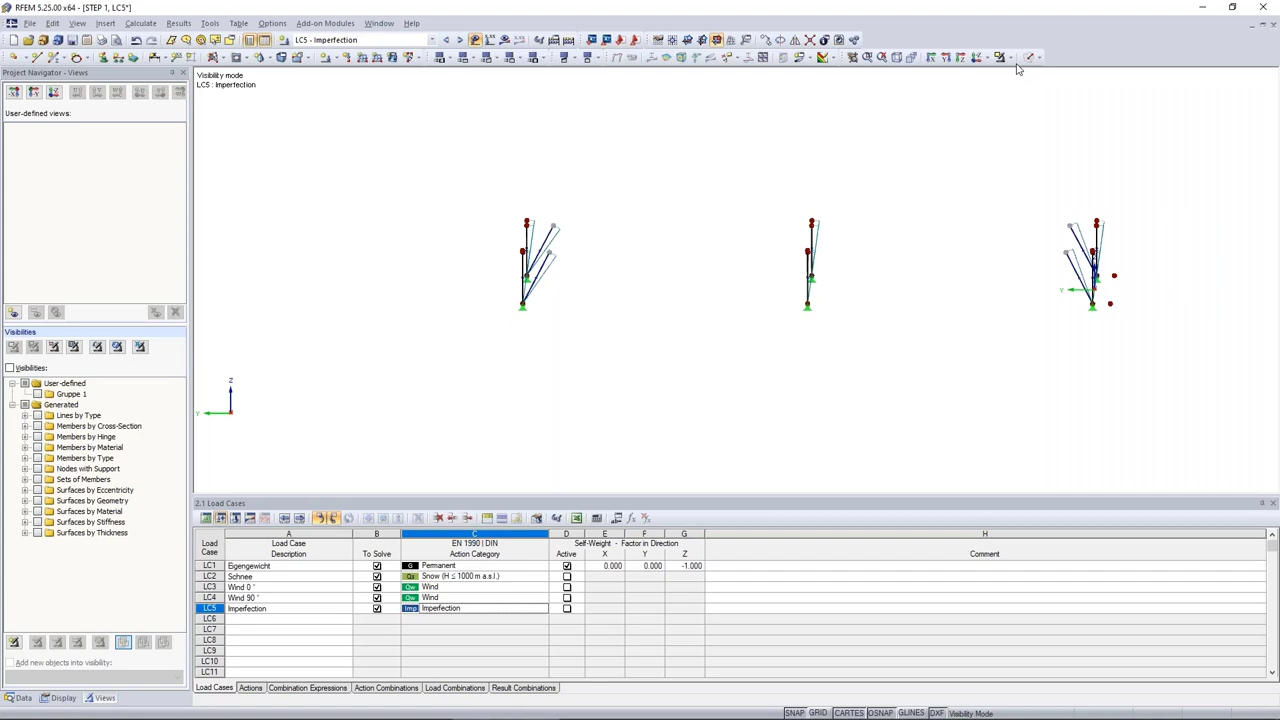 RFEM 5.25.00 x64 - [STEP 1, LC5*]
File Edit View Insert Calculate Results Tools Table Options Add-on Modules Window Help
LC5 - Imperfection
Project Navigator - Views
User-defined views:
Visibilities
Visibilities:
User-defined
Gruppe 1
Generated
Lines by Type
Members by Cross-Section
Members by Hinge
Members by Material
Members by Type
Nodes with Support
Sets of Members
Surfaces by Eccentricity
Surfaces by Geometry
Surfaces by Material
Surfaces by Stiffness
Surfaces by Thickness
Add new objects into visibility:
Data Display Views
Visibility mode
LC5 : Imperfection
Y
Z
Y
2.1 Load Cases
A B C D E F G H
Load Load Case EN 1990 | DIN Self-Weight - Factor in Direction
Case Description To Solve Action Category Active X Y Z Comment
LC1 Eigengewicht G Permanent 0.000 0.000 -1.000
LC2 Schnee Qs Snow (H ≤ 1000 m a.s.l.)
LC3 Wind 0 ° Qw Wind
LC4 Wind 90 ° Qw Wind
LC5 Imperfection Imp Imperfection
LC6
LC7
LC8
LC9
LC10
LC11
Load Cases Actions Combination Expressions Action Combinations Load Combinations Result Combinations
SNAP GRID CARTES OSNAP GLINES DXF Visibility Mode